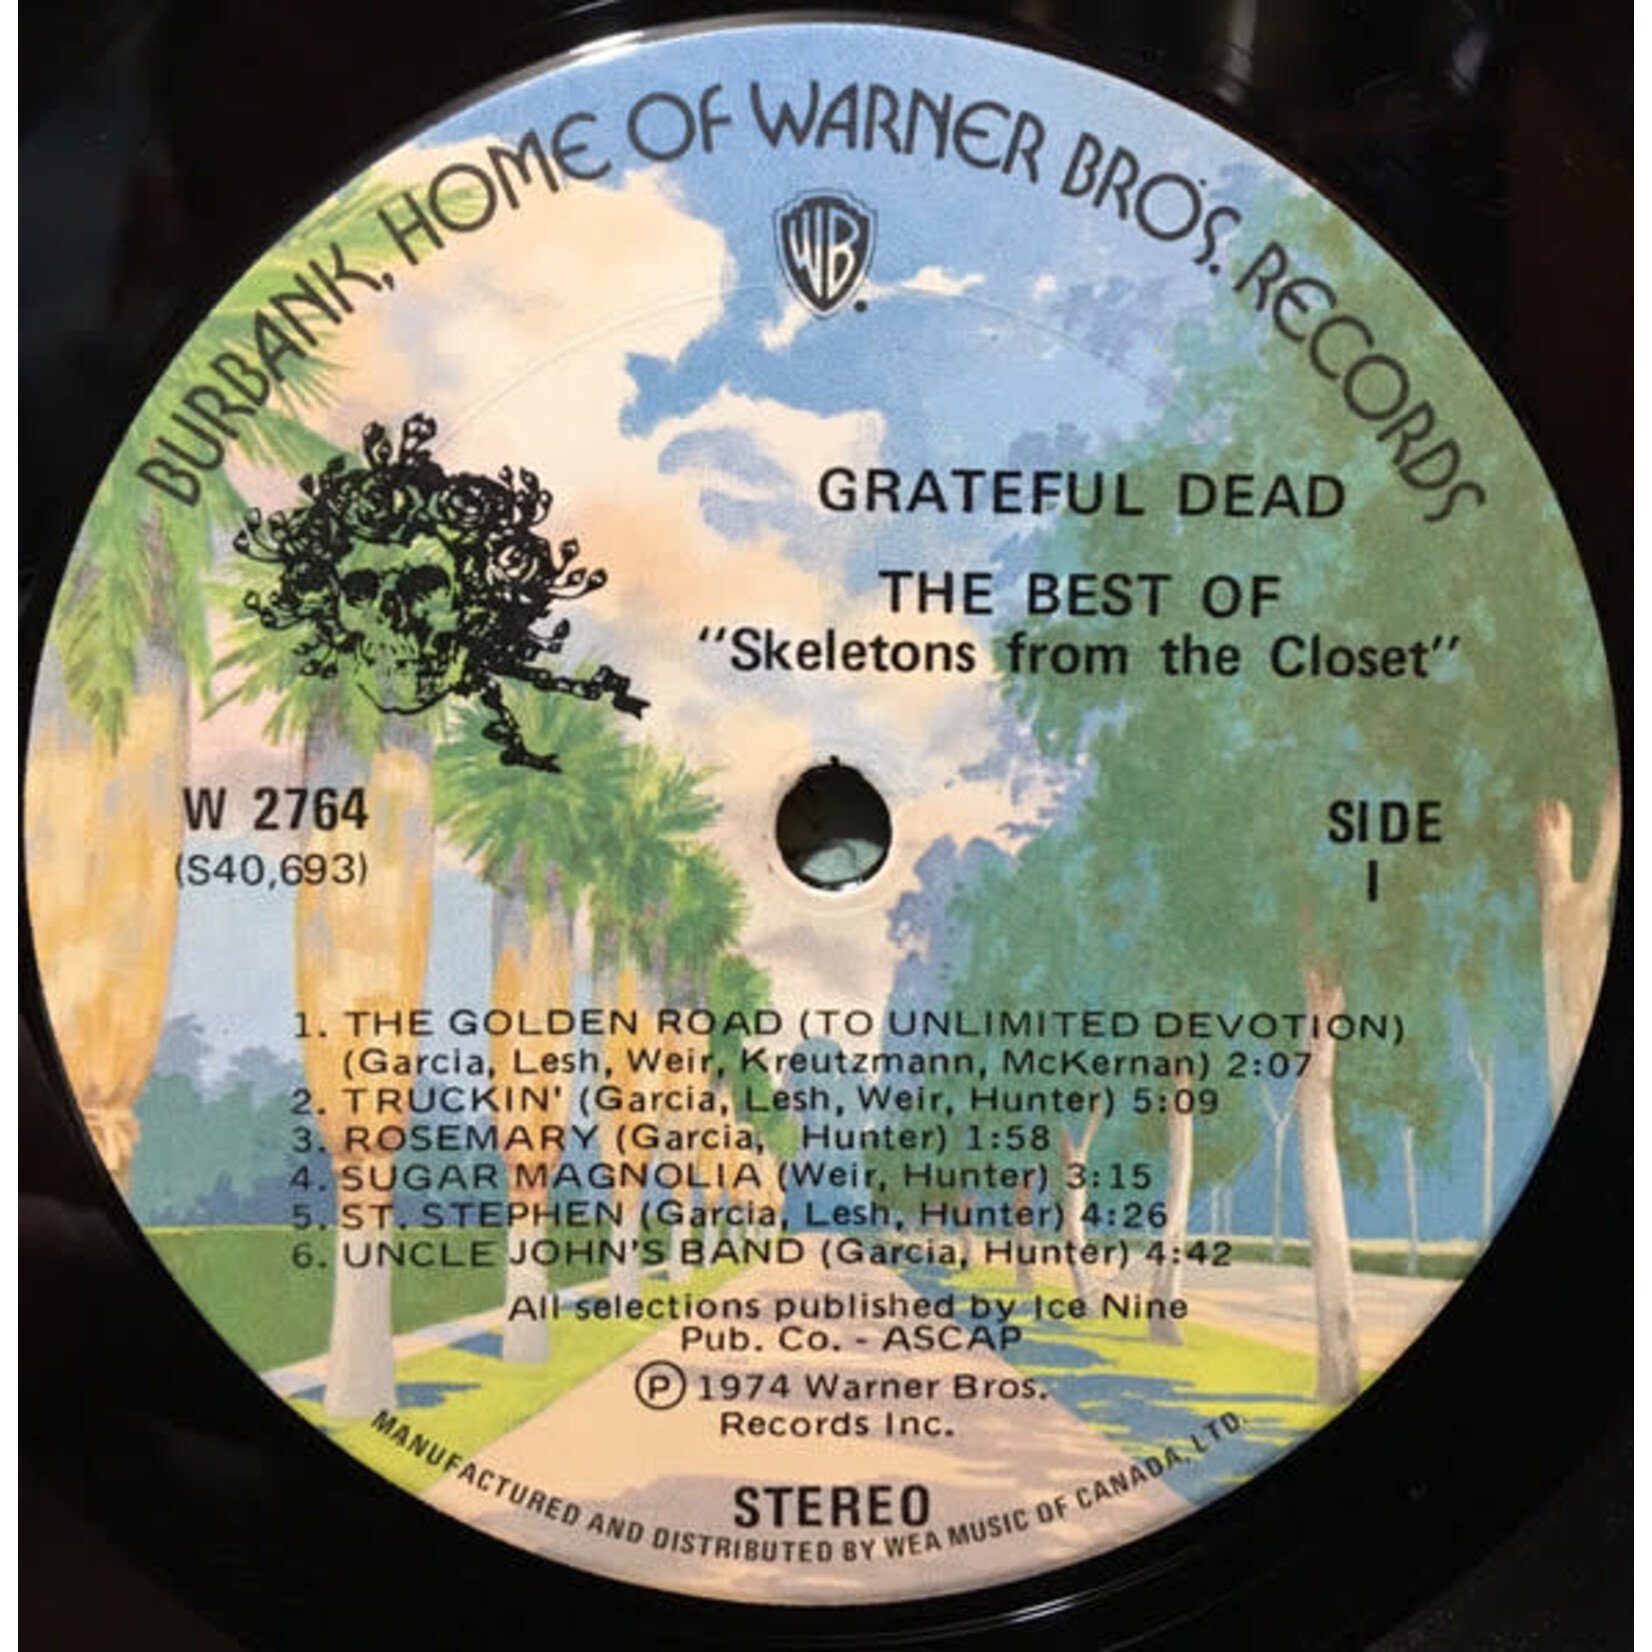 BURBANK, HOME OF WARNER BROS. RECORDS
WB
GRATEFUL DEAD
THE BEST OF
"Skeletons from the Closet"
W 2764
(S40,693)
SIDE
1
1. THE GOLDEN ROAD (TO UNLIMITED DEVOTION)
(Garcia, Lesh, Weir, Kreutzmann, McKernan) 2:07
2. TRUCKIN' (Garcia, Lesh, Weir, Hunter) 5:09
3. ROSEMARY (Garcia, Hunter) 1:58
4. SUGAR MAGNOLIA (Weir, Hunter) 3:15
5. ST. STEPHEN (Garcia, Lesh, Hunter) 4:26
6. UNCLE JOHN'S BAND (Garcia, Hunter) 4:42
All selections published by Ice Nine
Pub. Co. - ASCAP
Ⓟ 1974 Warner Bros.
Records Inc.
STEREO
MANUFACTURED AND DISTRIBUTED BY WEA MUSIC OF CANADA, LTD.